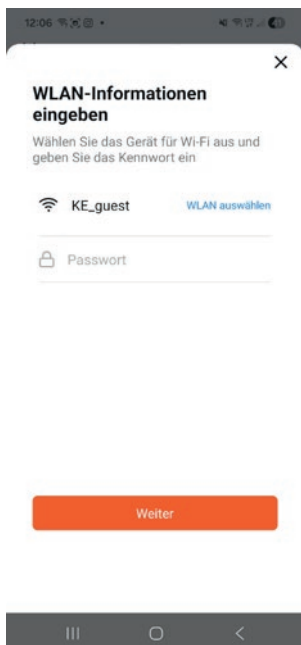 12:06
WLAN-Informationen
eingeben
Wählen Sie das Gerät für Wi-Fi aus und
geben Sie das Kennwort ein
KE_guest WLAN auswählen
Passwort
Weiter